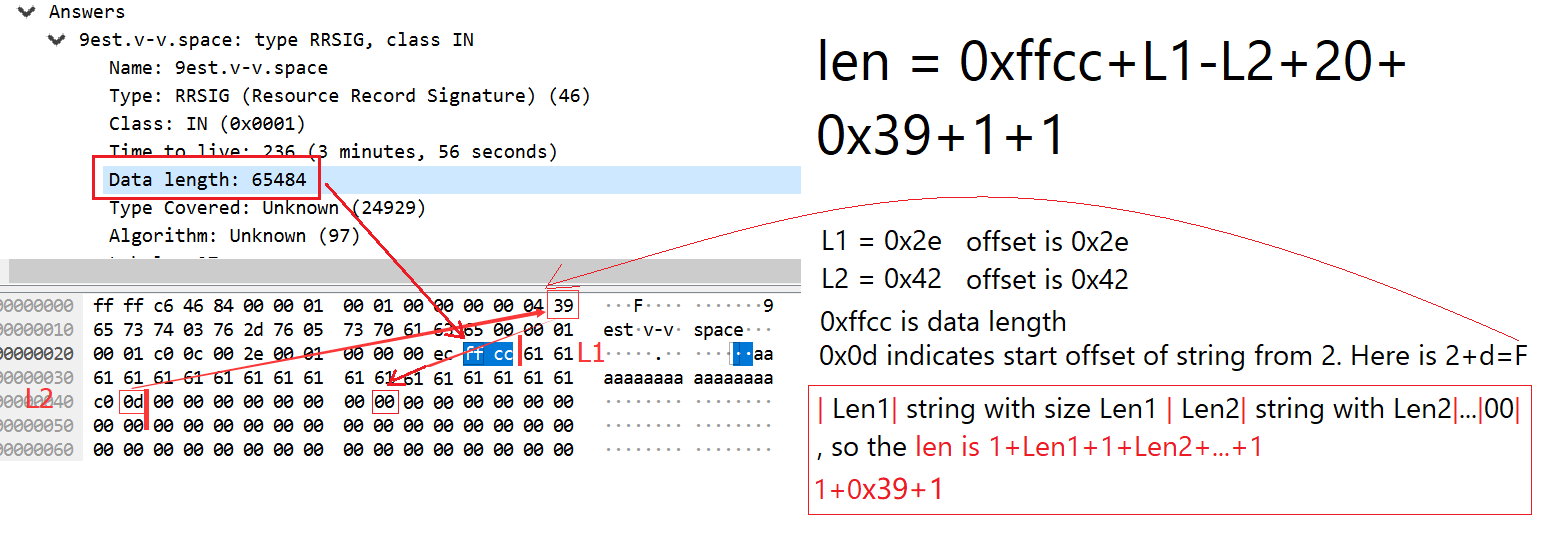 Answers
9est.v-v.space: type RRSIG, class IN
Name: 9est.v-v.space
Type: RRSIG (Resource Record Signature) (46)
Class: IN (0x0001)
Time to live: 236 (3 minutes, 56 seconds)
Data length: 65484
Type Covered: Unknown (24929)
Algorithm: Unknown (97)
00000000 ff ff c6 46 84 00 00 01 00 01 00 00 00 00 04 39 ···F···· ·······9
00000010 65 73 74 03 76 2d 76 05 73 70 61 63 65 00 00 01 est·v-v· space···
00000020 00 01 c0 0c 00 2e 00 01 00 00 00 ec ff cc 61 61 ·····.·· ······aa
L1
00000030 61 61 61 61 61 61 61 61 61 61 61 61 61 61 61 61 aaaaaaaa aaaaaaaa
L2
00000040 c0 0d 00 00 00 00 00 00 00 00 00 00 00 00 00 00 ········ ········
00000050 00 00 00 00 00 00 00 00 00 00 00 00 00 00 00 00 ········ ········
00000060 00 00 00 00 00 00 00 00 00 00 00 00 00 00 00 00 ········ ········
len = 0xffcc+L1-L2+20+
0x39+1+1
L1 = 0x2e offset is 0x2e
L2 = 0x42 offset is 0x42
0xffcc is data length
0x0d indicates start offset of string from 2. Here is 2+d=F
| Len1| string with size Len1 | Len2| string with Len2|...|00|
, so the len is 1+Len1+1+Len2+...+1
1+0x39+1